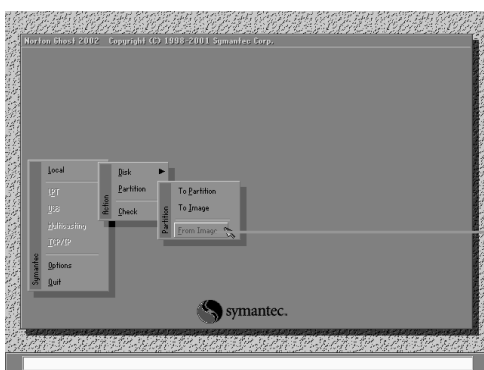 Norton Ghost 2002   Copyright (C) 1998-2001 Symantec Corp.
Local
LPT
USB
Multicasting
TCP/IP
Options
Quit
Symantec
Disk
Partition
Check
Action
To Partition
To Image
From Image
Partition
symantec.